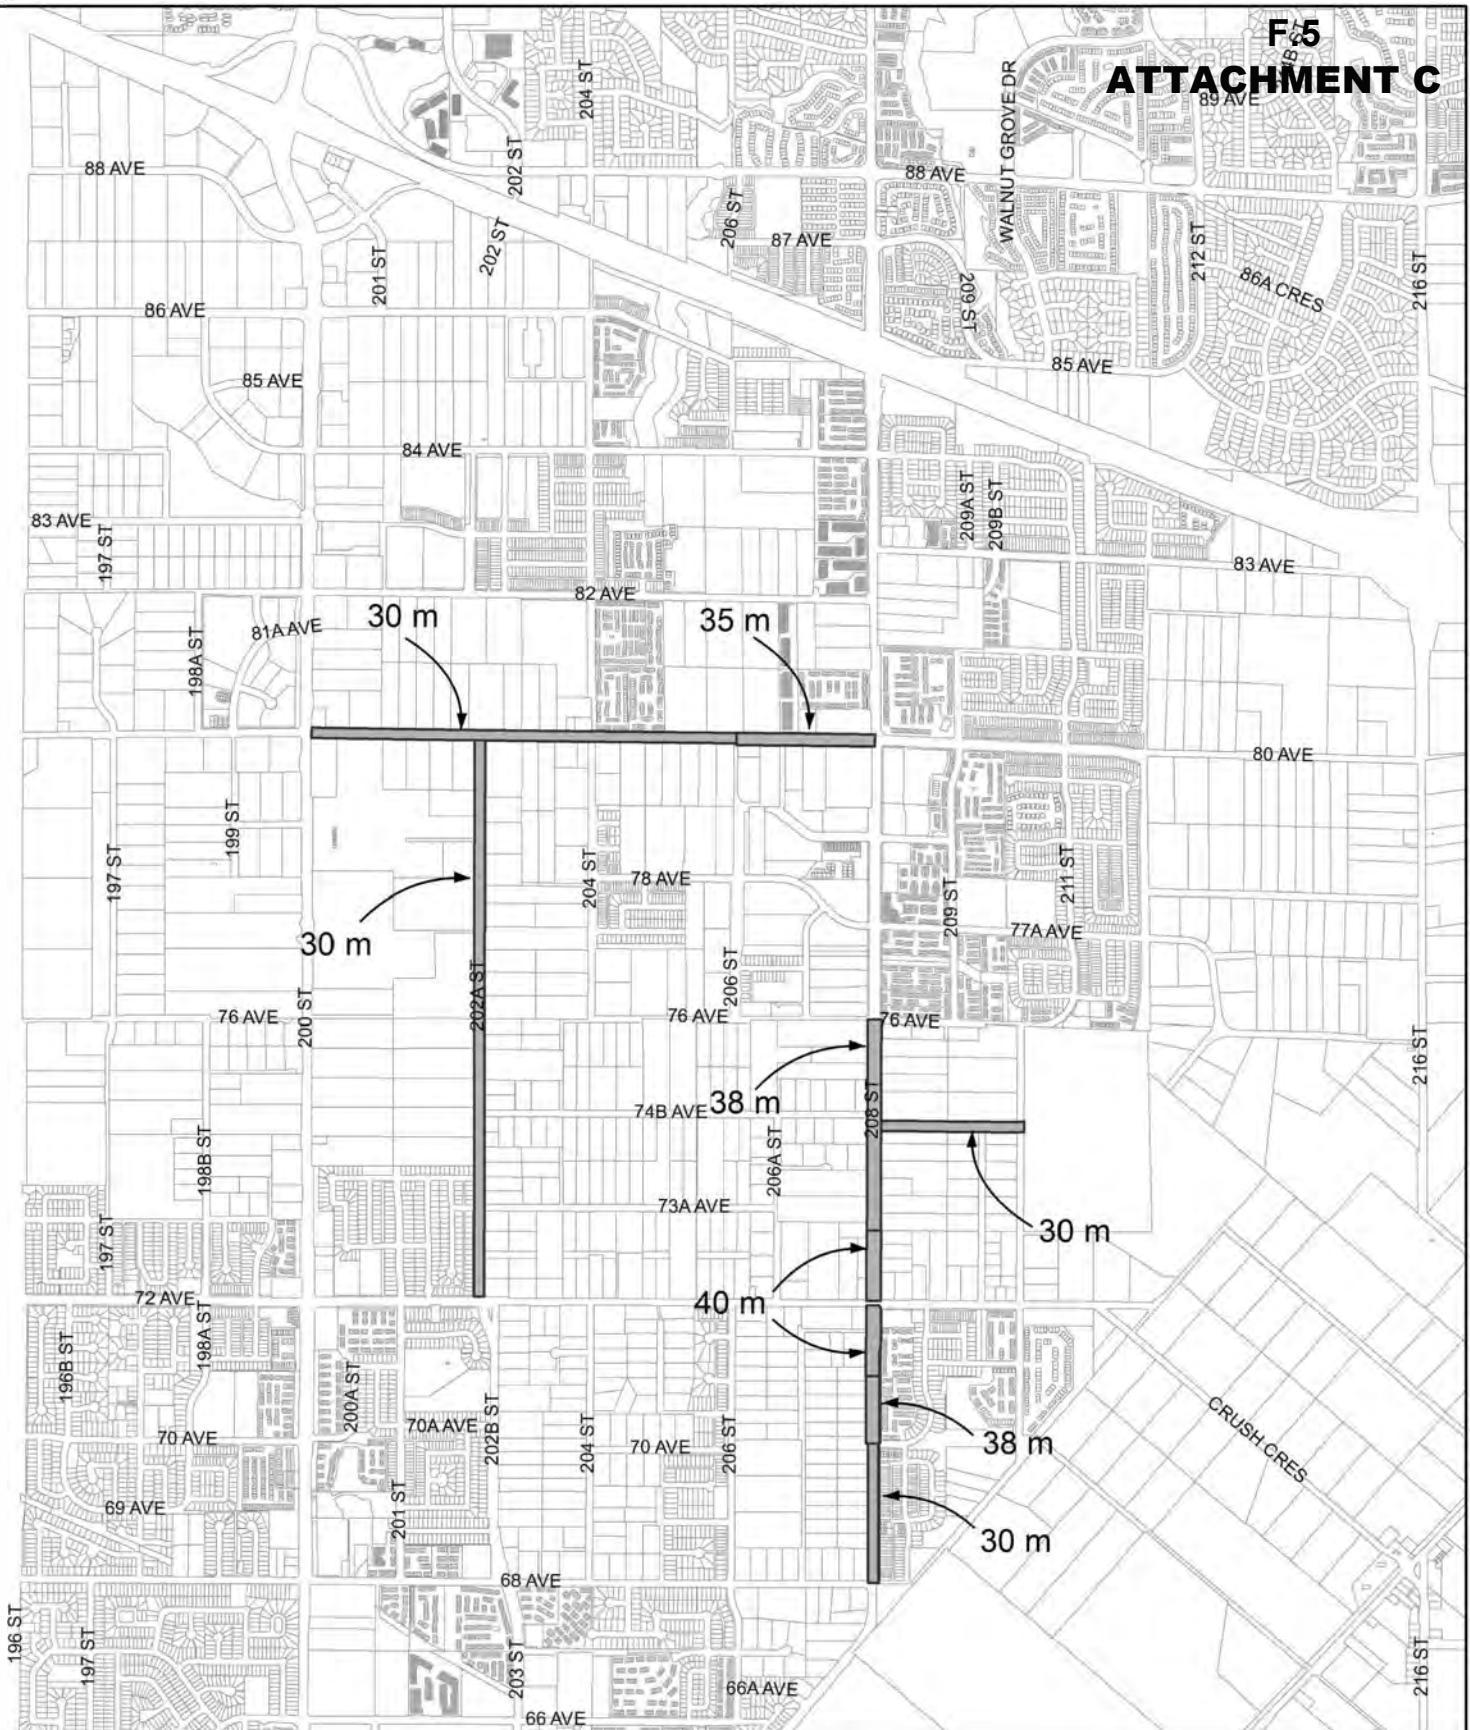 F.5
ATTACHMENT C
89 AVE
204 ST
WALNUT GROVE DR
88 AVE
202 ST
88 AVE
206 ST
202 ST
87 AVE
212 ST
201 ST
209 ST
86A CRES
216 ST
86 AVE
85 AVE
85 AVE
84 AVE
83 AVE
197 ST
209A ST
209B ST
83 AVE
82 AVE
30 m
35 m
81A AVE
198A ST
80 AVE
199 ST
197 ST
204 ST
78 AVE
211 ST
209 ST
77A AVE
30 m
202A ST
206 ST
200 ST
76 AVE
76 AVE
76 AVE
216 ST
38 m
74B AVE
208 ST
198B ST
206A ST
73A AVE
197 ST
30 m
72 AVE
40 m
198A ST
196B ST
200A ST
70A AVE
202B ST
204 ST
206 ST
70 AVE
70 AVE
38 m
CRUSH CRES
69 AVE
201 ST
30 m
68 AVE
196 ST
197 ST
203 ST
216 ST
66A AVE
66 AVE